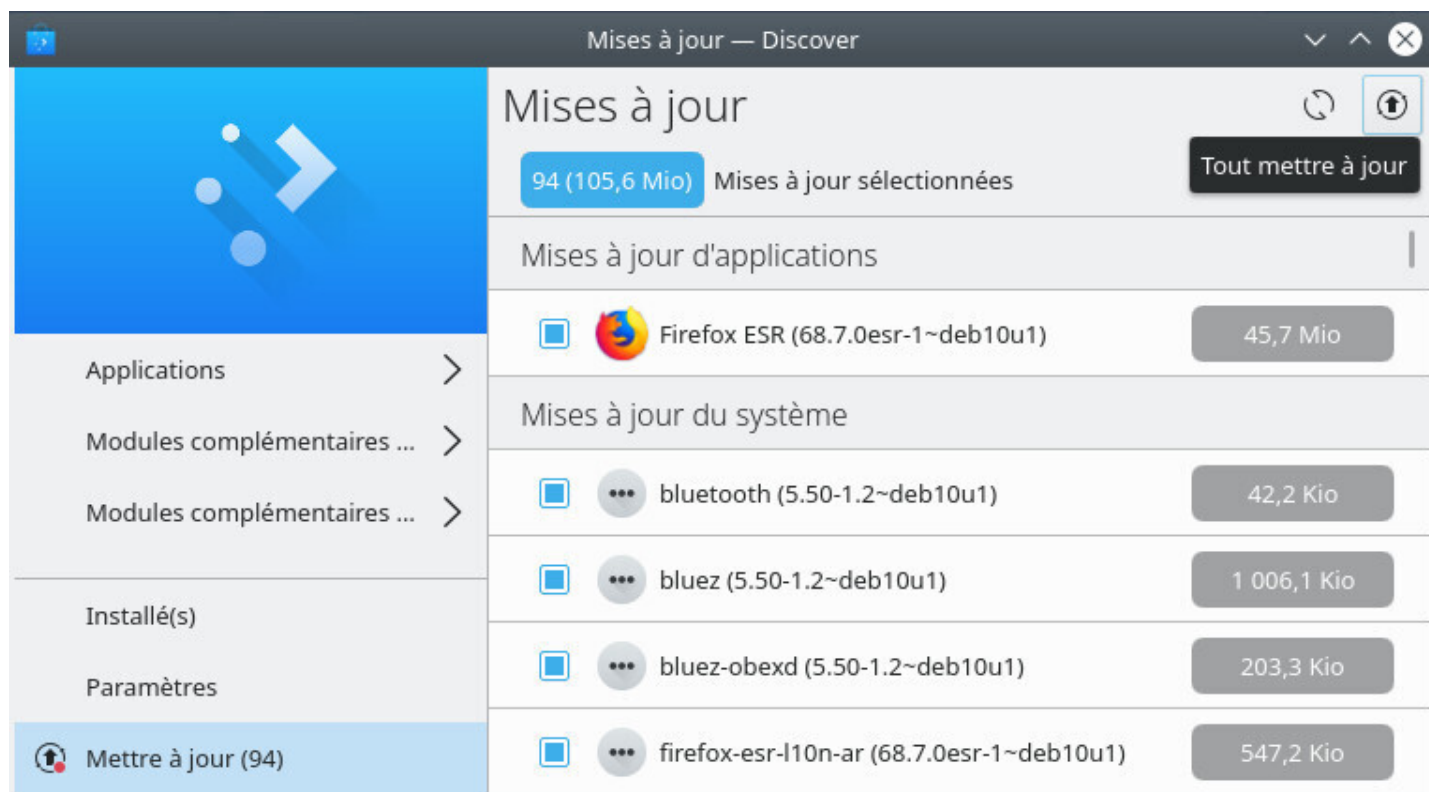 Mises à jour — Discover
Applications
Modules complémentaires ...
Modules complémentaires ...
Installé(s)
Paramètres
Mettre à jour (94)
Mises à jour
Tout mettre à jour
94 (105,6 Mio) Mises à jour sélectionnées
Mises à jour d'applications
Firefox ESR (68.7.0esr-1~deb10u1) 45,7 Mio
Mises à jour du système
bluetooth (5.50-1.2~deb10u1) 42,2 Kio
bluez (5.50-1.2~deb10u1) 1 006,1 Kio
bluez-obexd (5.50-1.2~deb10u1) 203,3 Kio
firefox-esr-l10n-ar (68.7.0esr-1~deb10u1) 547,2 Kio